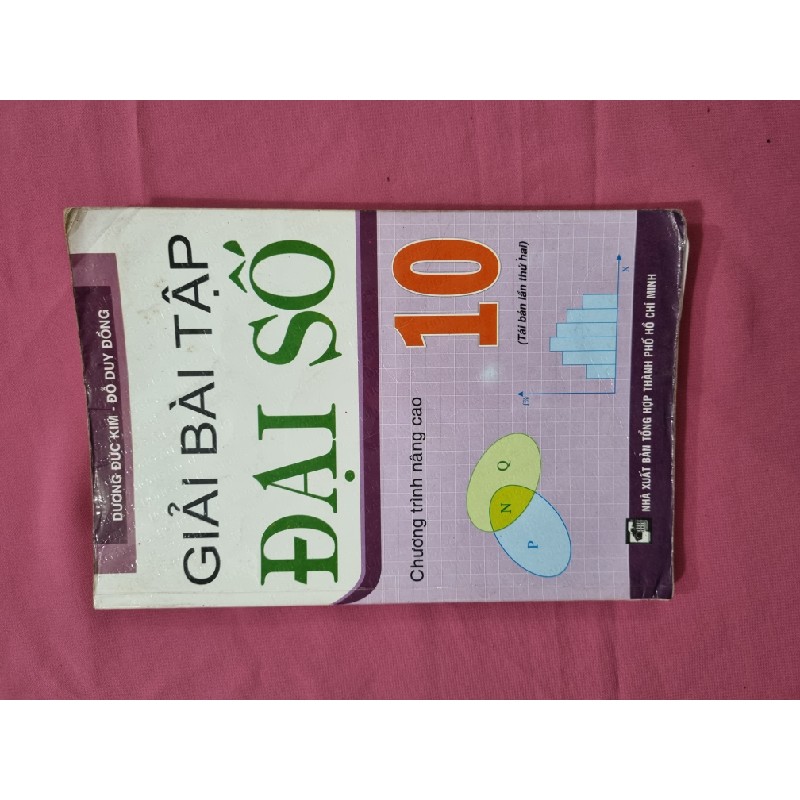 DƯƠNG ĐỨC KIM - ĐỖ DUY ĐỒNG
GIẢI BÀI TẬP
ĐẠI SỐ
Chương trình nâng cao
10
(Tái bản lần thứ hai)
P
N
Q
N
NHÀ XUẤT BẢN TỔNG HỢP THÀNH PHỐ HỒ CHÍ MINH